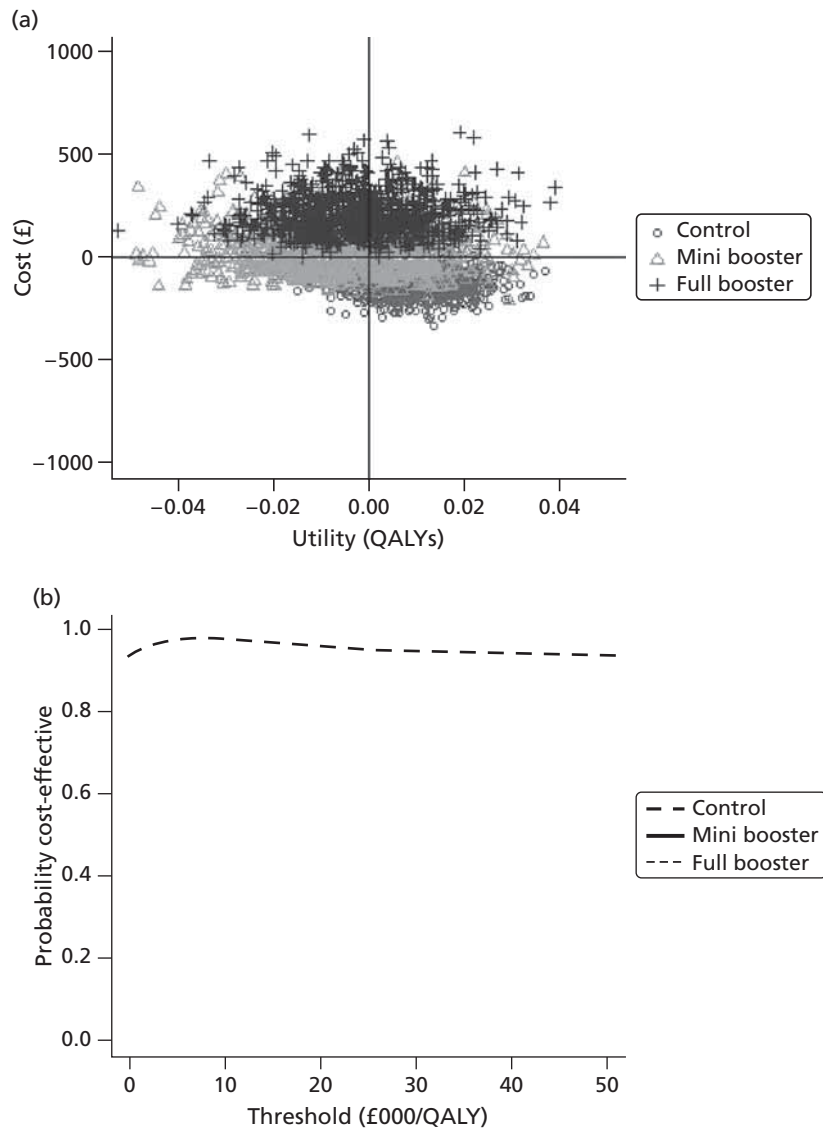 (a)
1000
500
0
−500
−1000
Cost (£)
−0.04 −0.02 0.00 0.02 0.04
Utility (QALYs)
Control
Mini booster
Full booster
(b)
1.0
0.8
0.6
0.4
0.2
0.0
Probability cost-effective
0 10 20 30 40 50
Threshold (£000/QALY)
Control
Mini booster
Full booster